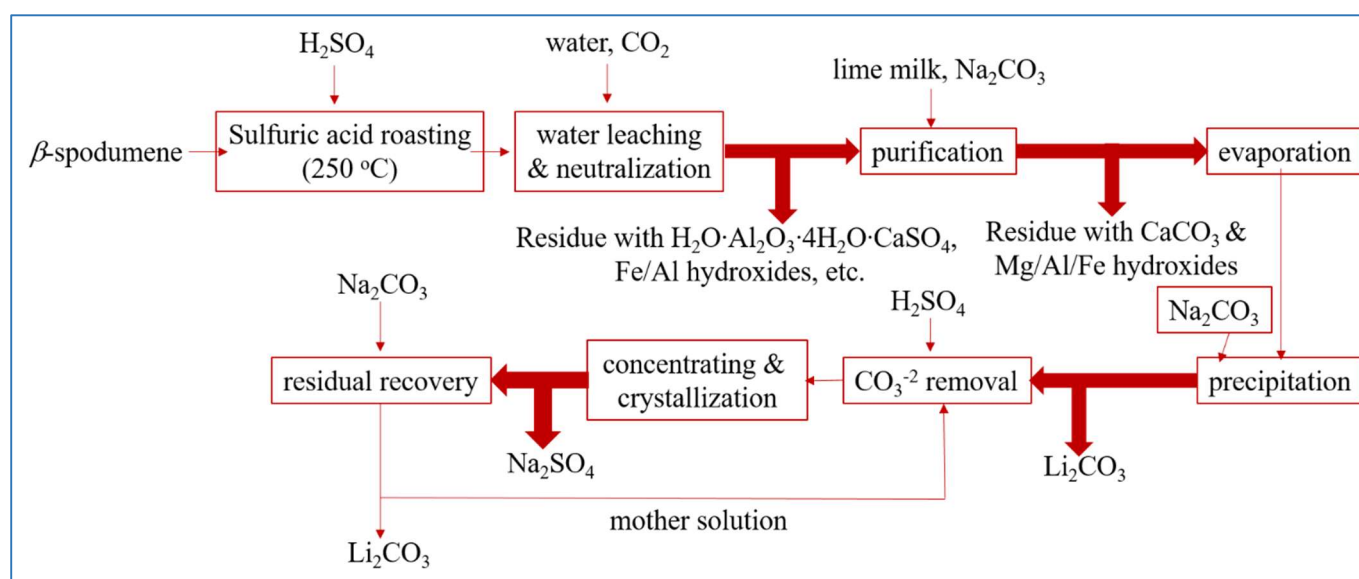 H₂SO₄
water, CO₂
lime milk, Na₂CO₃
β-spodumene
Sulfuric acid roasting
(250 °C)
water leaching
& neutralization
purification
evaporation
Residue with H₂O·Al₂O₃·4H₂O·CaSO₄,
Fe/Al hydroxides, etc.
Residue with CaCO₃ &
Mg/Al/Fe hydroxides
Na₂CO₃
H₂SO₄
Na₂CO₃
residual recovery
concentrating &
crystallization
CO₃⁻² removal
precipitation
Na₂SO₄
Li₂CO₃
mother solution
Li₂CO₃